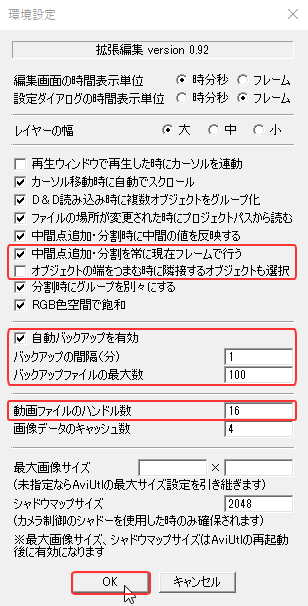 環境設定
拡張編集 version 0.92
編集画面の時間表示単位 時分秒 フレーム
設定ダイアログの時間表示単位 時分秒 フレーム
レイヤーの幅 大 中 小
再生ウィンドウで再生した時にカーソルを連動
カーソル移動時に自動でスクロール
D&D読み込み時に複数オブジェクトをグループ化
ファイルの場所が変更された時にプロジェクトパスから読む
中間点追加・分割時に中間の値を反映する
中間点追加・分割を常に現在フレームで行う
オブジェクトの端をつまむ時に隣接するオブジェクトも選択
分割時にグループを別々にする
RGB色空間で飽和
自動バックアップを有効
バックアップの間隔(分) 1
バックアップファイルの最大数 100
動画ファイルのハンドル数 16
画像データのキャッシュ数 4
最大画像サイズ ×
(未指定ならAviUtlの最大サイズ設定を引き継ぎます)
シャドウマップサイズ 2048
(カメラ制御のシャドーを使用した時のみ確保されます)
※最大画像サイズ、シャドウマップサイズはAviUtlの再起動
後に有効になります
OK キャンセル